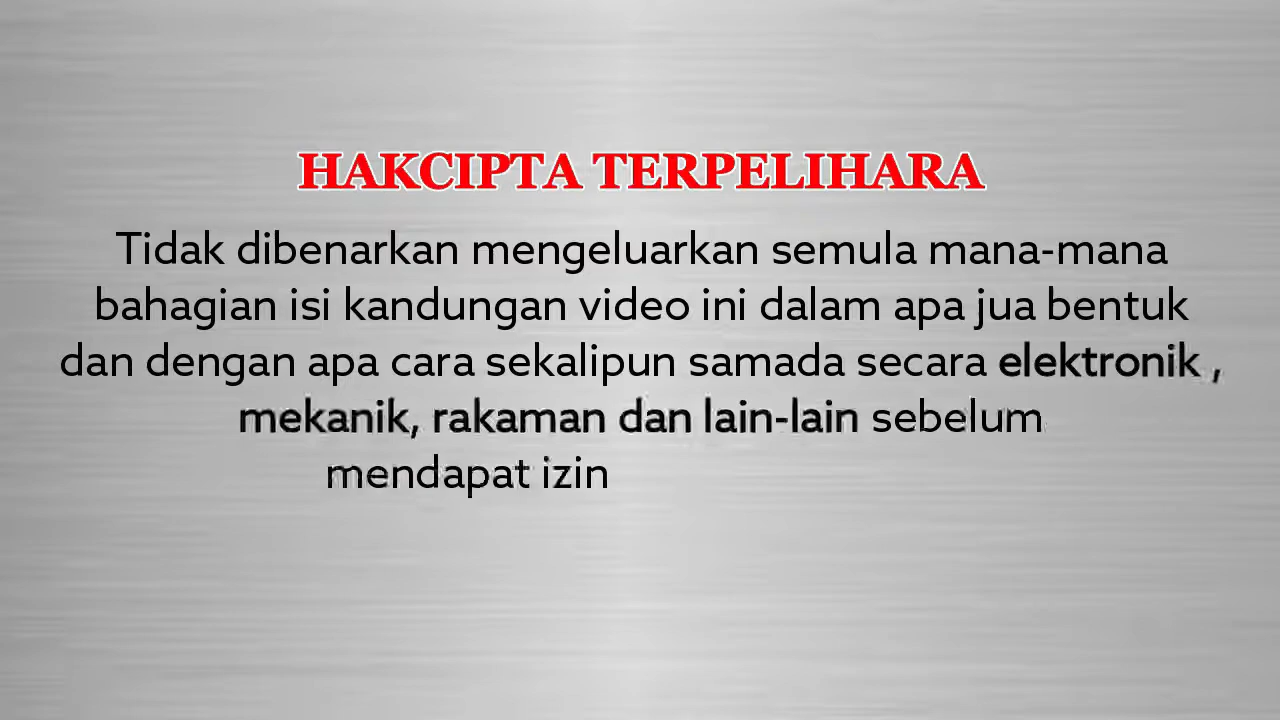 HAKCIPTA TERPELIHARA
Tidak dibenarkan mengeluarkan semula mana-mana
bahagian isi kandungan video ini dalam apa jua bentuk
dan dengan apa cara sekalipun samada secara elektronik ,
mekanik, rakaman dan lain-lain sebelum
mendapat izin